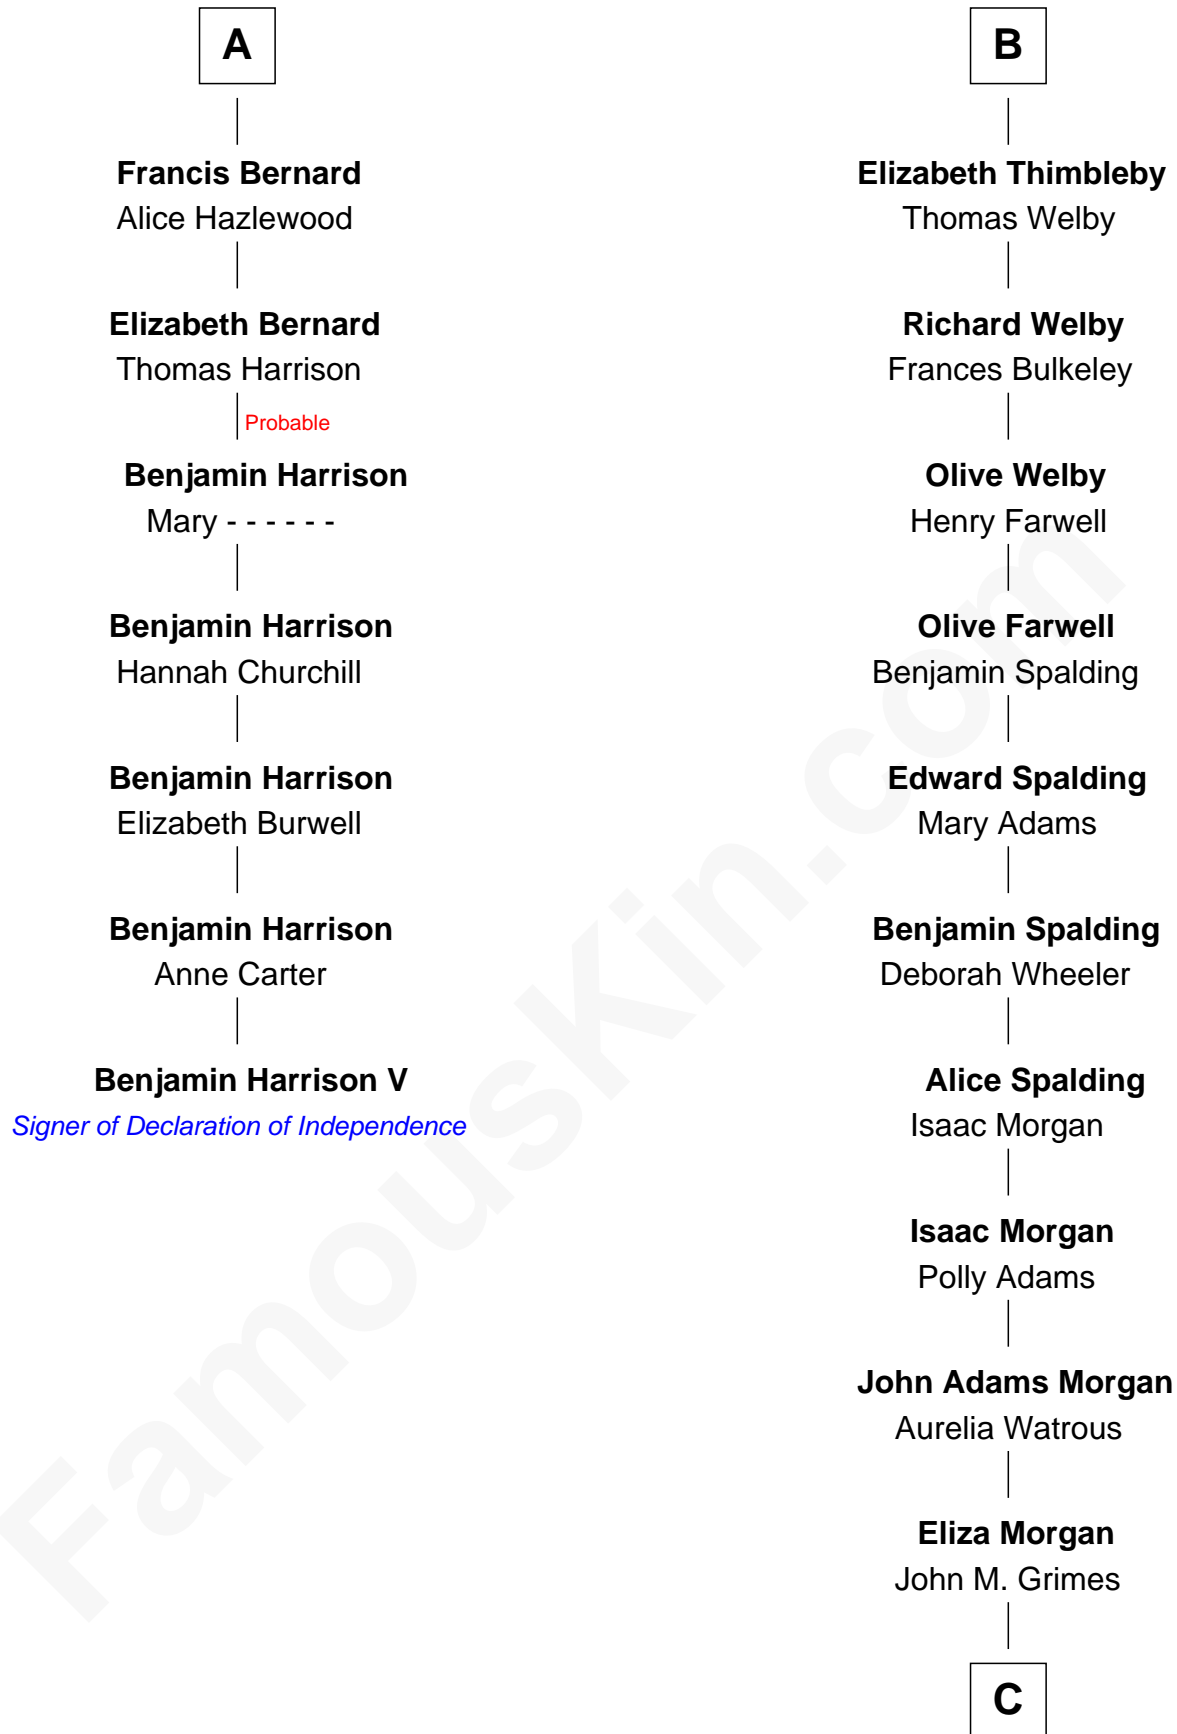 A
Francis Bernard
Alice Hazlewood
Elizabeth Bernard
Thomas Harrison
Probable
Benjamin Harrison
Mary - - - - - -
Benjamin Harrison
Hannah Churchill
Benjamin Harrison
Elizabeth Burwell
Benjamin Harrison
Anne Carter
Benjamin Harrison V
Signer of Declaration of Independence
B
Elizabeth Thimbleby
Thomas Welby
Richard Welby
Frances Bulkeley
Olive Welby
Henry Farwell
Olive Farwell
Benjamin Spalding
Edward Spalding
Mary Adams
Benjamin Spalding
Deborah Wheeler
Alice Spalding
Isaac Morgan
Isaac Morgan
Polly Adams
John Adams Morgan
Aurelia Watrous
Eliza Morgan
John M. Grimes
C
FamousKin.com